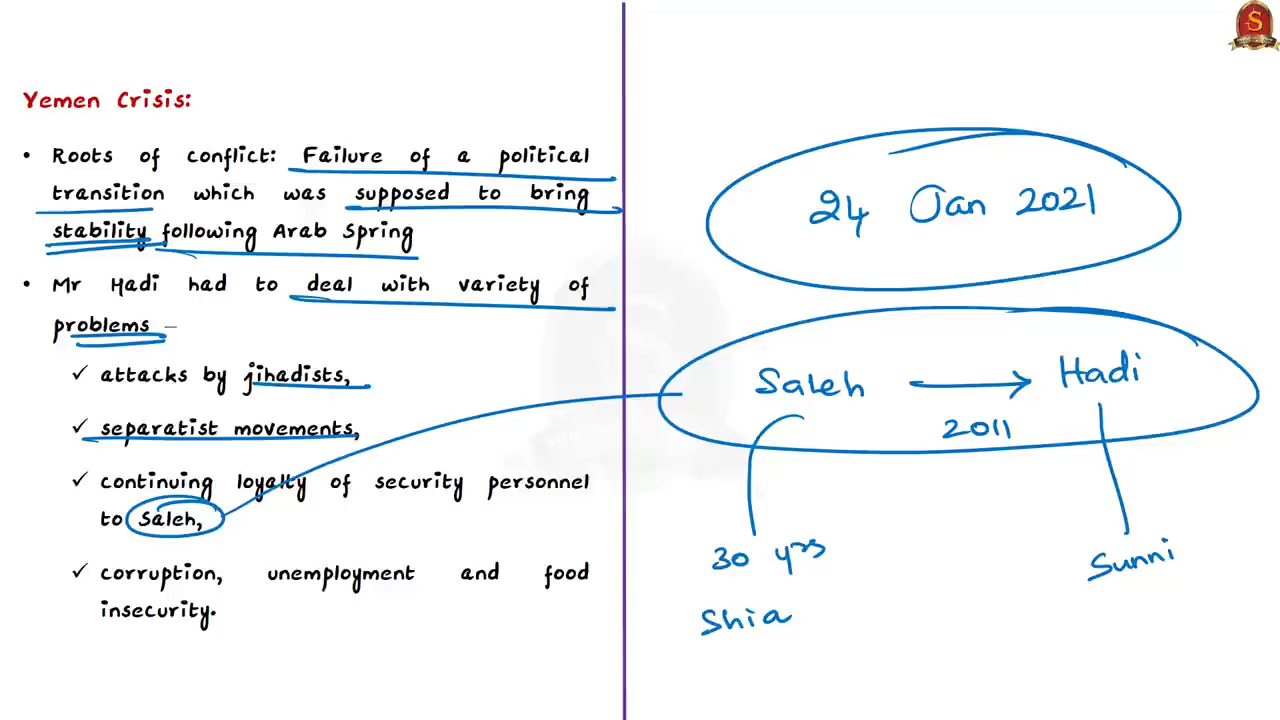 Yemen Crisis:
• Roots of conflict: Failure of a political
transition which was supposed to bring
stability following Arab Spring
• Mr Hadi had to deal with variety of
problems –
✓ attacks by jihadists,
✓ separatist movements,
✓ continuing loyalty of security personnel
to Saleh,
✓ corruption, unemployment and food
insecurity.
24 Jan 2021
Saleh → Hadi
2011
30 yrs
Shia
Sunni
S